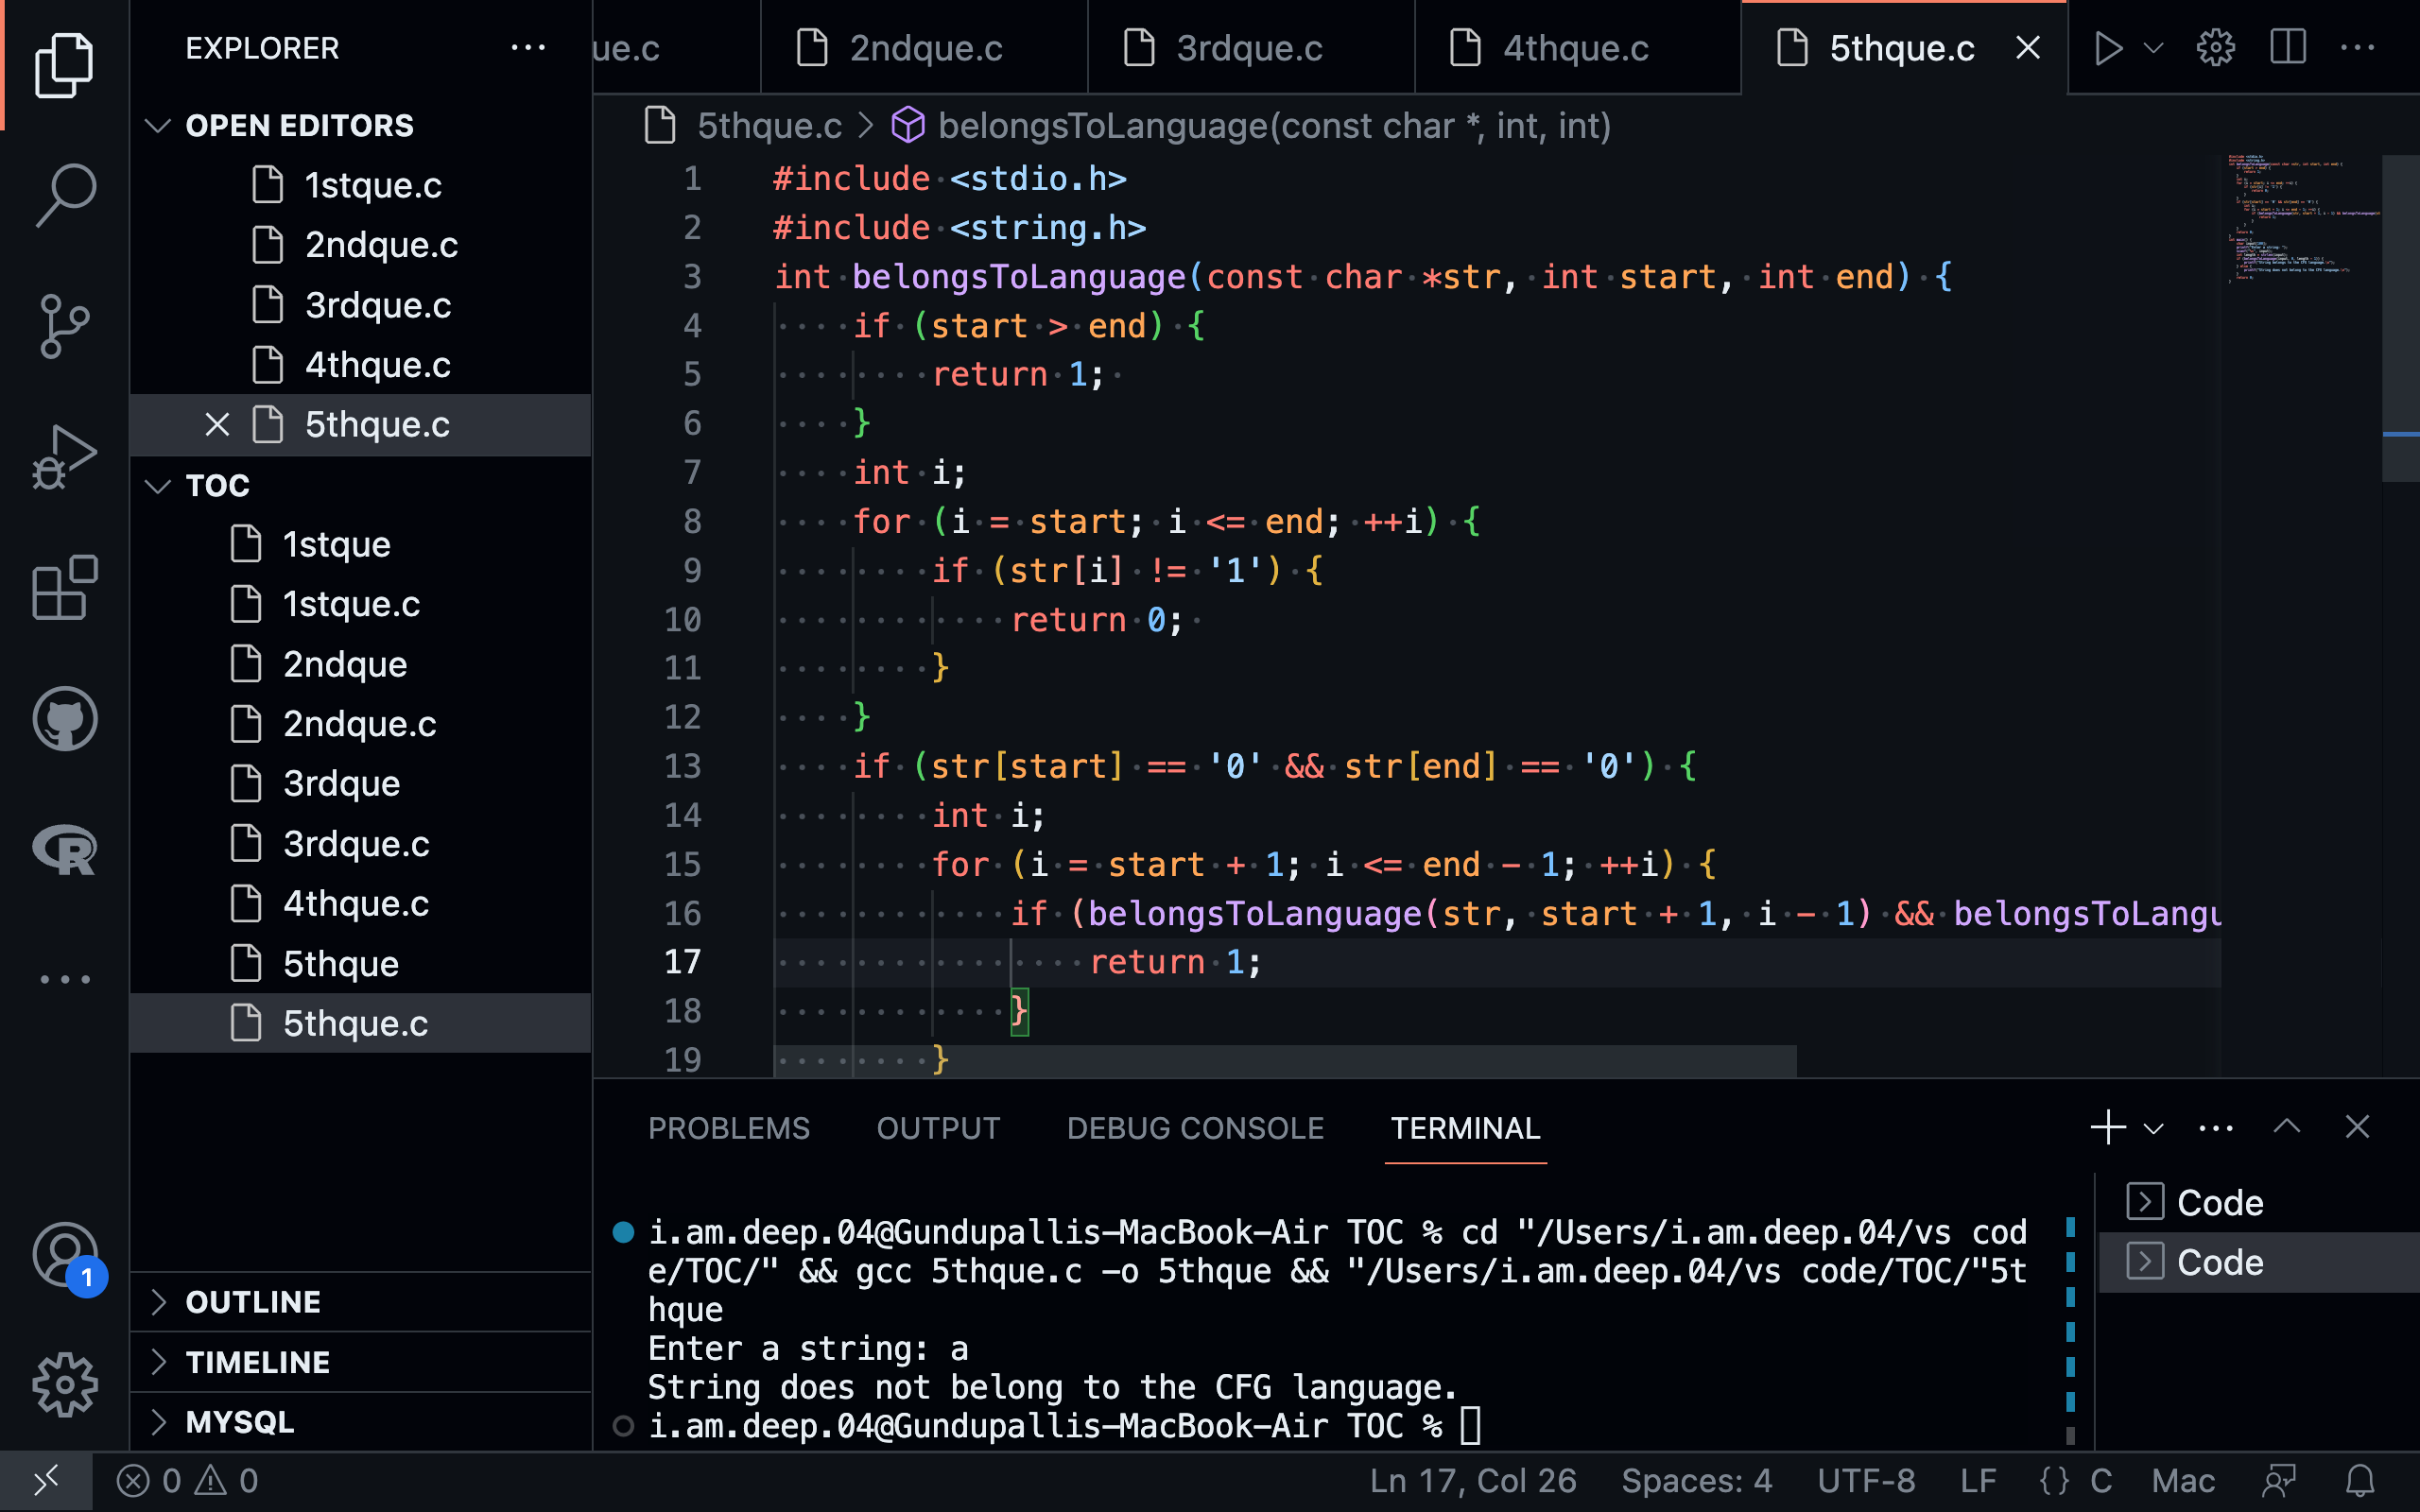 EXPLORER
OPEN EDITORS
1stque.c
2ndque.c
3rdque.c
4thque.c
5thque.c
TOC
1stque
1stque.c
2ndque
2ndque.c
3rdque
3rdque.c
4thque.c
5thque
5thque.c
OUTLINE
TIMELINE
MYSQL
1
ue.c
2ndque.c
3rdque.c
4thque.c
5thque.c
5thque.c > belongsToLanguage(const char *, int, int)
1 #include <stdio.h>
2 #include <string.h>
3 int belongsToLanguage(const char *str, int start, int end) {
4 if (start > end) {
5 return 1;
6 }
7 int i;
8 for (i = start; i <= end; ++i) {
9 if (str[i] != '1') {
10 return 0;
11 }
12 }
13 if (str[start] == '0' && str[end] == '0') {
14 int i;
15 for (i = start + 1; i <= end - 1; ++i) {
16 if (belongsToLanguage(str, start + 1, i - 1) && belongsToLangu
17 return 1;
18 }
19 }
PROBLEMS OUTPUT DEBUG CONSOLE TERMINAL
i.am.deep.04@Gundupallis-MacBook-Air TOC % cd "/Users/i.am.deep.04/vs cod
e/TOC/" && gcc 5thque.c -o 5thque && "/Users/i.am.deep.04/vs code/TOC/"5t
hque
Enter a string: a
String does not belong to the CFG language.
i.am.deep.04@Gundupallis-MacBook-Air TOC %
Code
Code
0 0
Ln 17, Col 26 Spaces: 4 UTF-8 LF {} C Mac